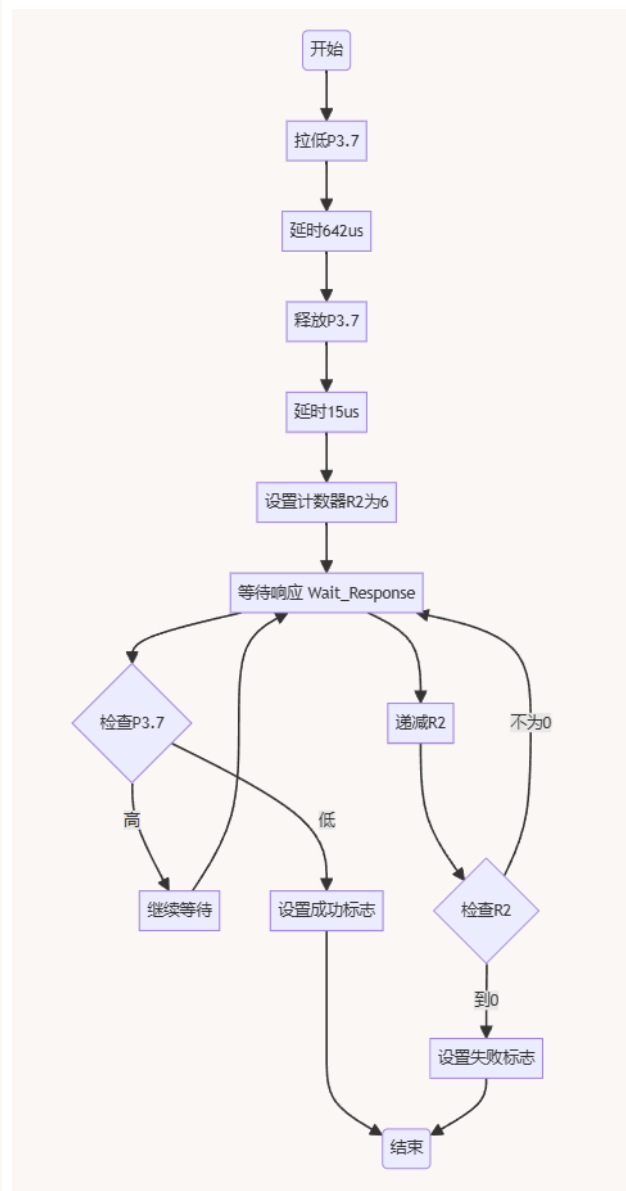 开始
拉低P3.7
延时642us
释放P3.7
延时15us
设置计数器R2为6
等待响应 Wait_Response
检查P3.7
递减R2
不为0
高
低
继续等待
设置成功标志
检查R2
到0
设置失败标志
结束